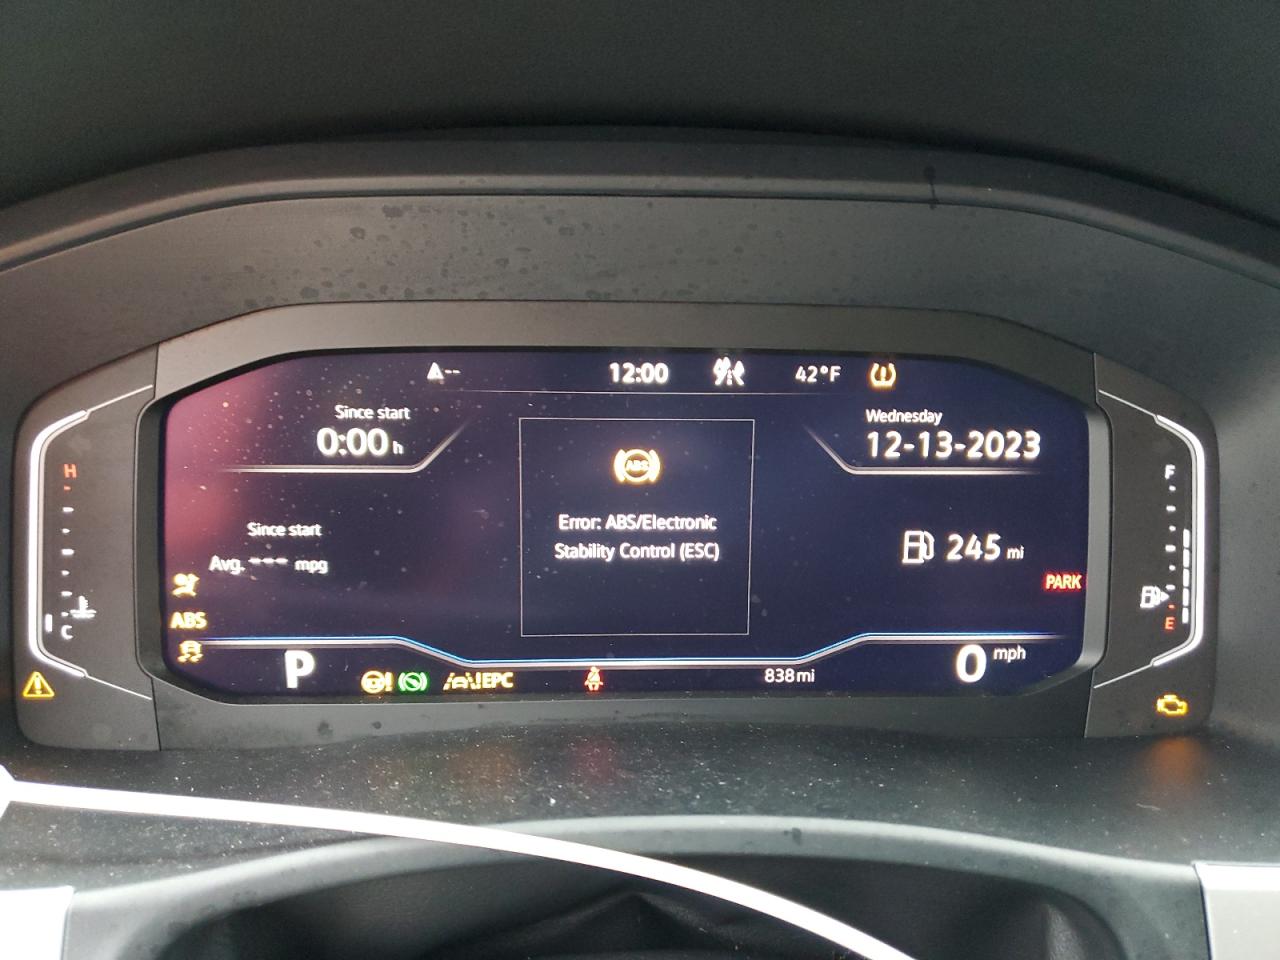 --
12:00
42°F
Since start
0:00 h
Wednesday
12-13-2023
H
F
ABS
Error: ABS/Electronic
Stability Control (ESC)
Since start
Avg. --- mpg
245 mi
PARK
ABS
C
E
P
! !EPC
838 mi
0 mph